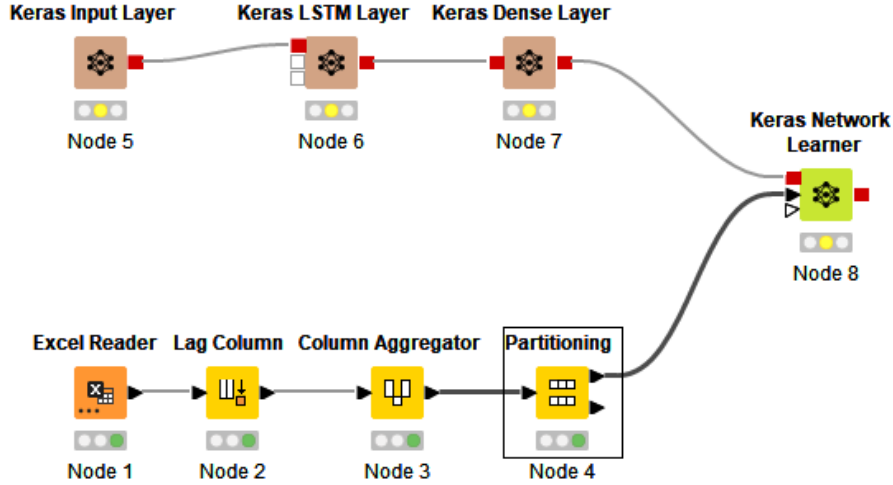 Keras Input Layer
Keras LSTM Layer
Keras Dense Layer
Node 5
Node 6
Node 7
Keras Network
Learner
Node 8
Excel Reader
Lag Column
Column Aggregator
Partitioning
X
Node 1
Node 2
Node 3
Node 4